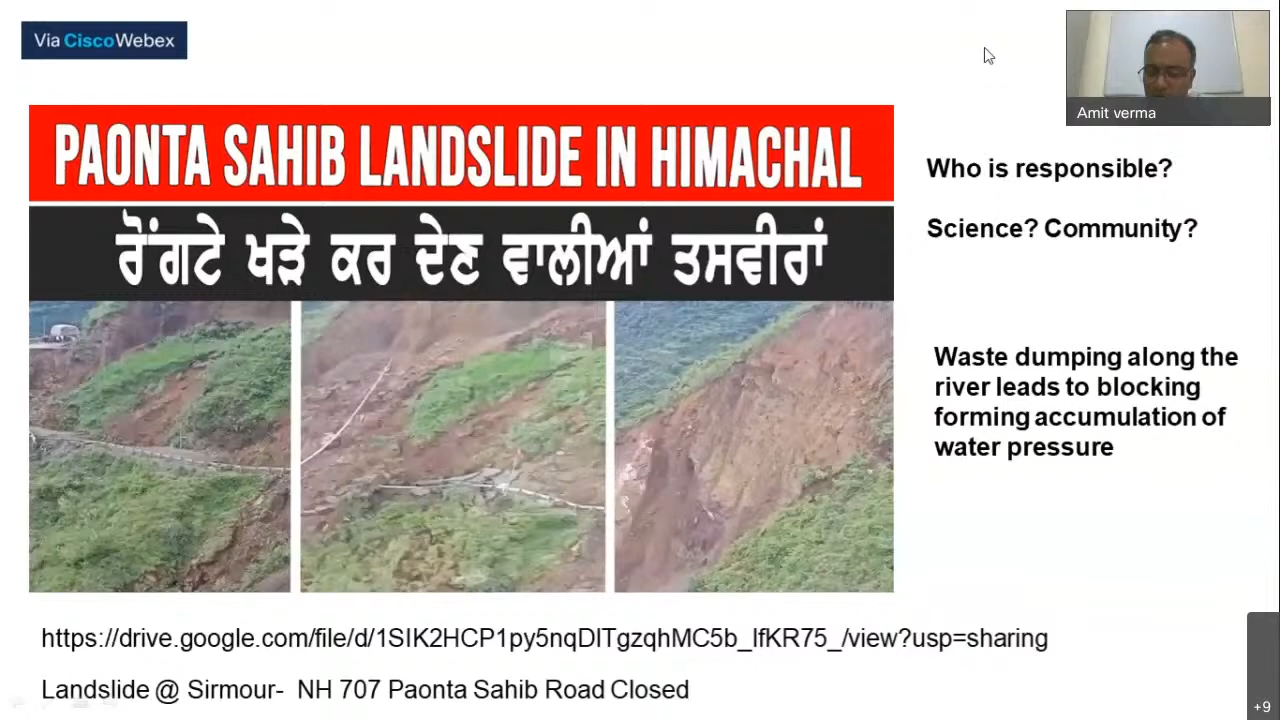 Via CiscoWebex
Amit verma
PAONTA SAHIB LANDSLIDE IN HIMACHAL
ਰੋਂਗਟੇ ਖੜੇ ਕਰ ਦੇਣ ਵਾਲੀਆਂ ਤਸਵੀਰਾਂ
Who is responsible?
Science? Community?
Waste dumping along the
river leads to blocking
forming accumulation of
water pressure
https://drive.google.com/file/d/1SIK2HCP1py5nqDlTgzqhMC5b_lfKR75_/view?usp=sharing
Landslide @ Sirmour- NH 707 Paonta Sahib Road Closed
+9